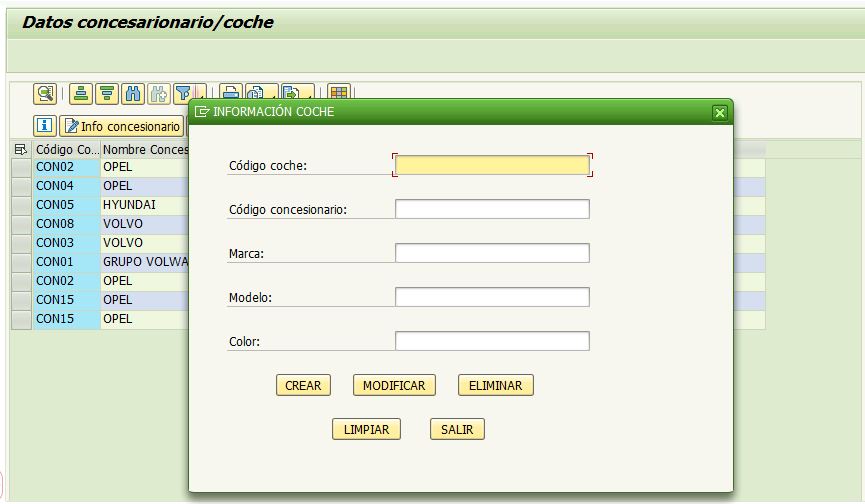 Datos concesarionario/coche
Info concesionario
INFORMACIÓN COCHE
Código Co... Nombre Conces
CON02 OPEL
CON04 OPEL
CON05 HYUNDAI
CON08 VOLVO
CON03 VOLVO
CON01 GRUPO VOLWA
CON02 OPEL
CON15 OPEL
CON15 OPEL
Código coche:
Código concesionario:
Marca:
Modelo:
Color:
CREAR MODIFICAR ELIMINAR
LIMPIAR SALIR